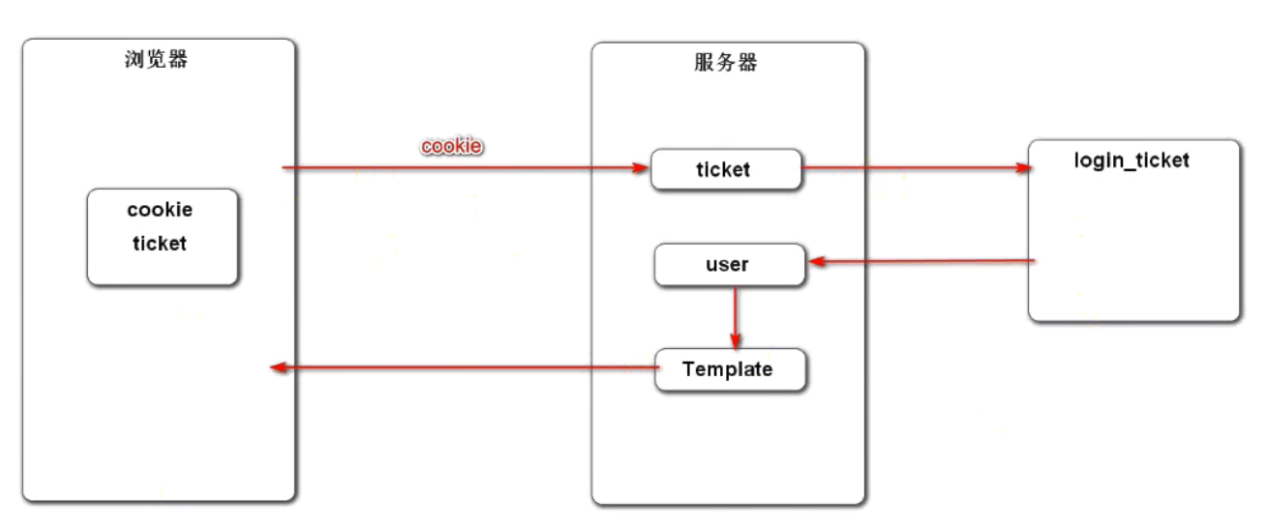 浏览器
服务器
cookie
ticket
login_ticket
cookie
ticket
user
Template